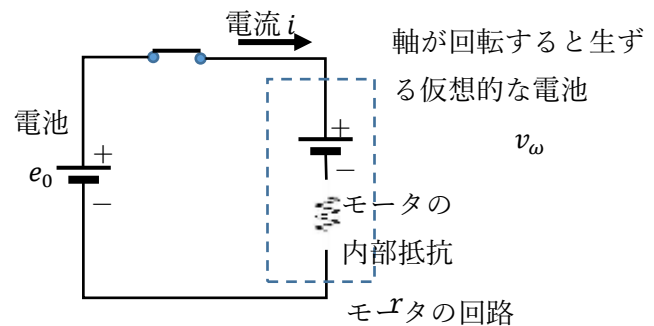 電流 i
軸が回転すると生ず
る仮想的な電池
v_ω
電池
e₀
+
−
+
−
モータの
内部抵抗
r
モータの回路